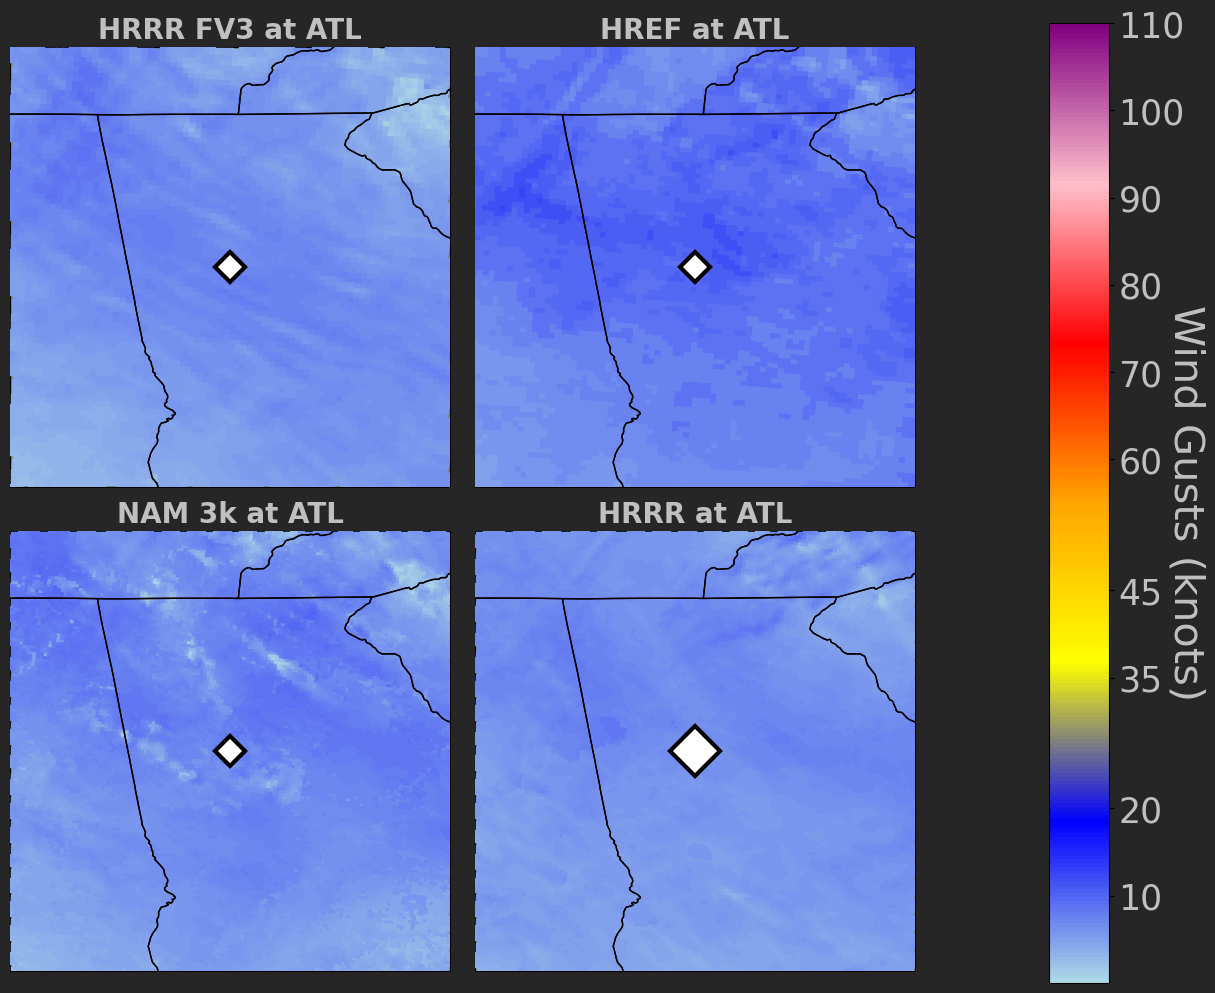 HRRR FV3 at ATL
HREF at ATL
NAM 3k at ATL
HRRR at ATL
110
100
90
80
70
60
45
35
20
10
Wind Gusts (knots)